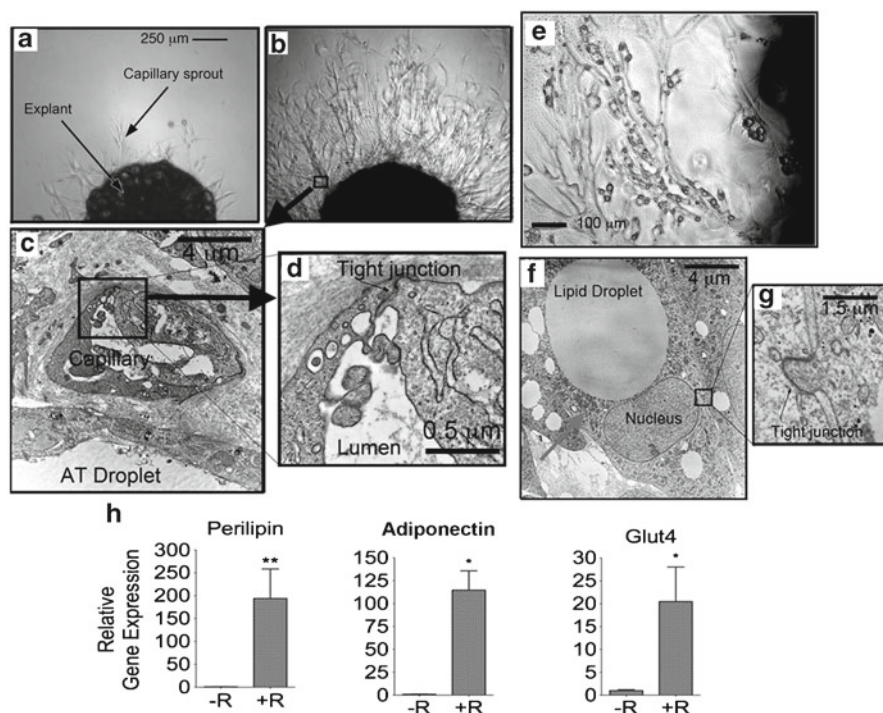 a
250 μm
Capillary sprout
Explant
b
c
4 μm
Capillary
AT Droplet
d
Tight junction
Lumen
0.5 μm
e
100 μm
f
4 μm
Lipid Droplet
Nucleus
g
1.5 μm
Tight junction
h
Relative
Gene Expression
Perilipin
300
250
200
150
100
50
0
**
-R +R
Adiponectin
150
125
100
75
50
25
0
*
-R +R
Glut4
30
25
20
15
10
5
0
*
-R +R